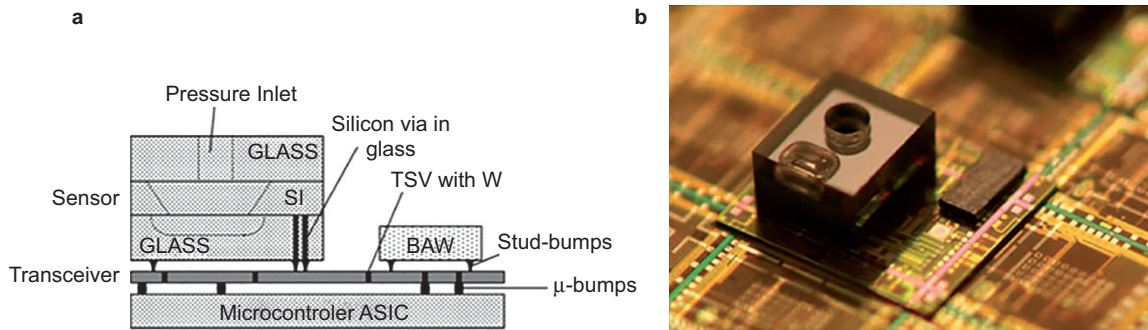 a
b
Pressure Inlet
Silicon via in
glass
GLASS
TSV with W
Sensor
SI
GLASS
BAW
Stud-bumps
Transceiver
μ-bumps
Microcontroler ASIC